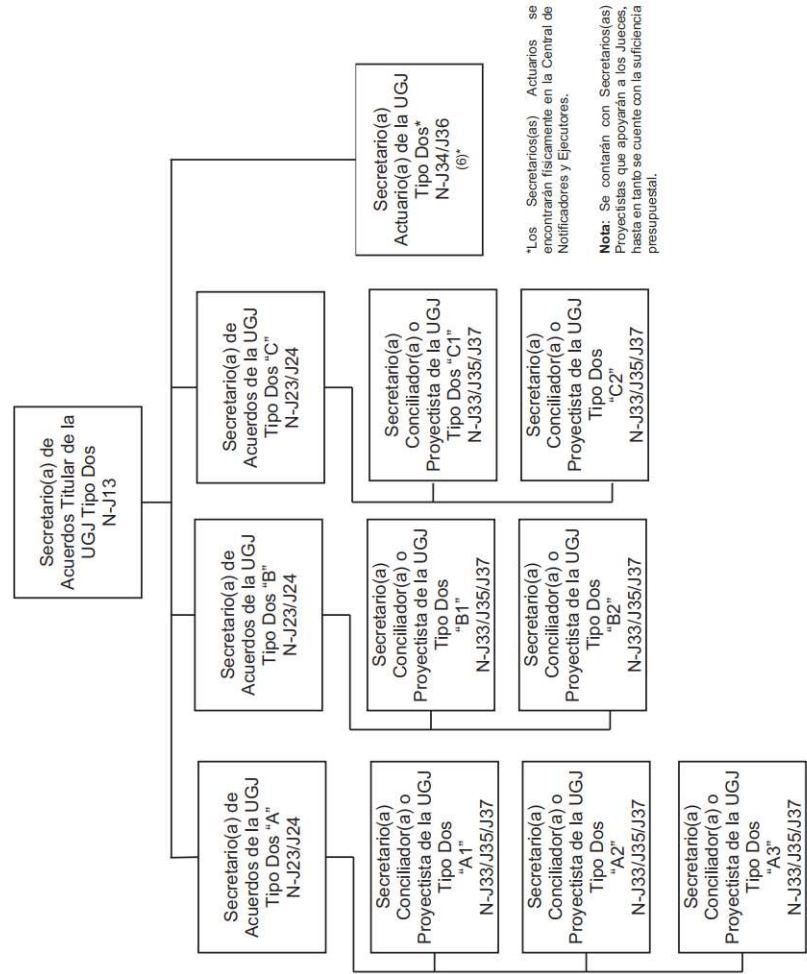 Secretario(a) de
Acuerdos Titular de la
UGJ Tipo Dos
N-J13
Secretario(a) de
Acuerdos de la UGJ
Tipo Dos “A”
N-J23/J24
Secretario(a)
Conciliador(a) o
Proyectista de la UGJ
Tipo Dos
“A1”
N-J33/J35/J37
Secretario(a)
Conciliador(a) o
Proyectista de la UGJ
Tipo Dos
“A2”
N-J33/J35/J37
Secretario(a)
Conciliador(a) o
Proyectista de la UGJ
Tipo Dos
“A3”
N-J33/J35/J37
Secretario(a) de
Acuerdos de la UGJ
Tipo Dos “B”
N-J23/J24
Secretario(a)
Conciliador(a) o
Proyectista de la UGJ
Tipo Dos
“B1”
N-J33/J35/J37
Secretario(a)
Conciliador(a) o
Proyectista de la UGJ
Tipo Dos
“B2”
N-J33/J35/J37
Secretario(a) de
Acuerdos de la UGJ
Tipo Dos “C”
N-J23/J24
Secretario(a)
Conciliador(a) o
Proyectista de la UGJ
Tipo Dos “C1”
N-J33/J35/J37
Secretario(a)
Conciliador(a) o
Proyectista de la UGJ
Tipo Dos
“C2”
N-J33/J35/J37
Secretario(a)
Actuario(a) de la UGJ
Tipo Dos*
N-J34/J36
(6)*
*Los Secretarios(as) Actuarios se
encontrarán físicamente en la Central de
Notificadores y Ejecutores.
Nota: Se contarán con Secretarios(as)
Proyectistas que apoyarán a los Jueces,
hasta en tanto se cuente con la suficiencia
presupuestal.